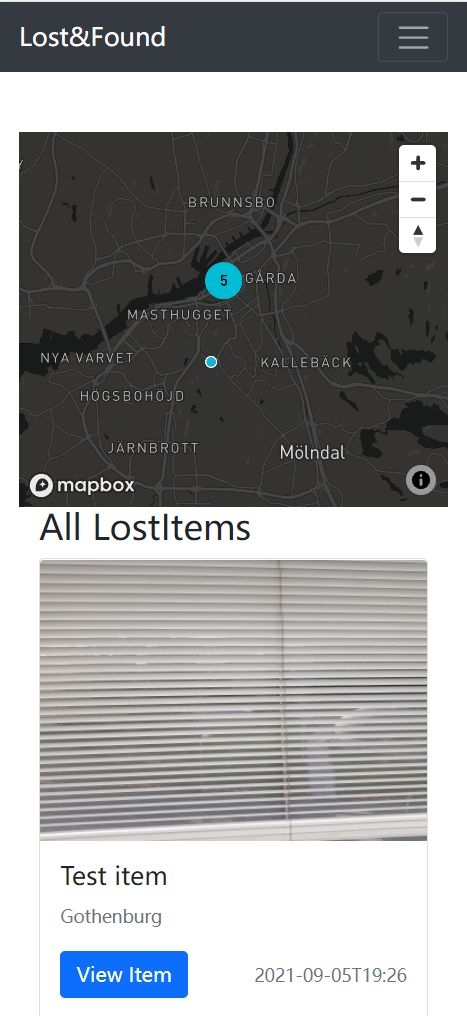 Lost&Found
BRUNNSBO
5
GÅRDA
MASTHUGGET
NYA VARVET
KALLEBÄCK
HÖGSBOHÖJD
JÄRNBROTT
Mölndal
mapbox
All LostItems
Test item
Gothenburg
View Item
2021-09-05T19:26